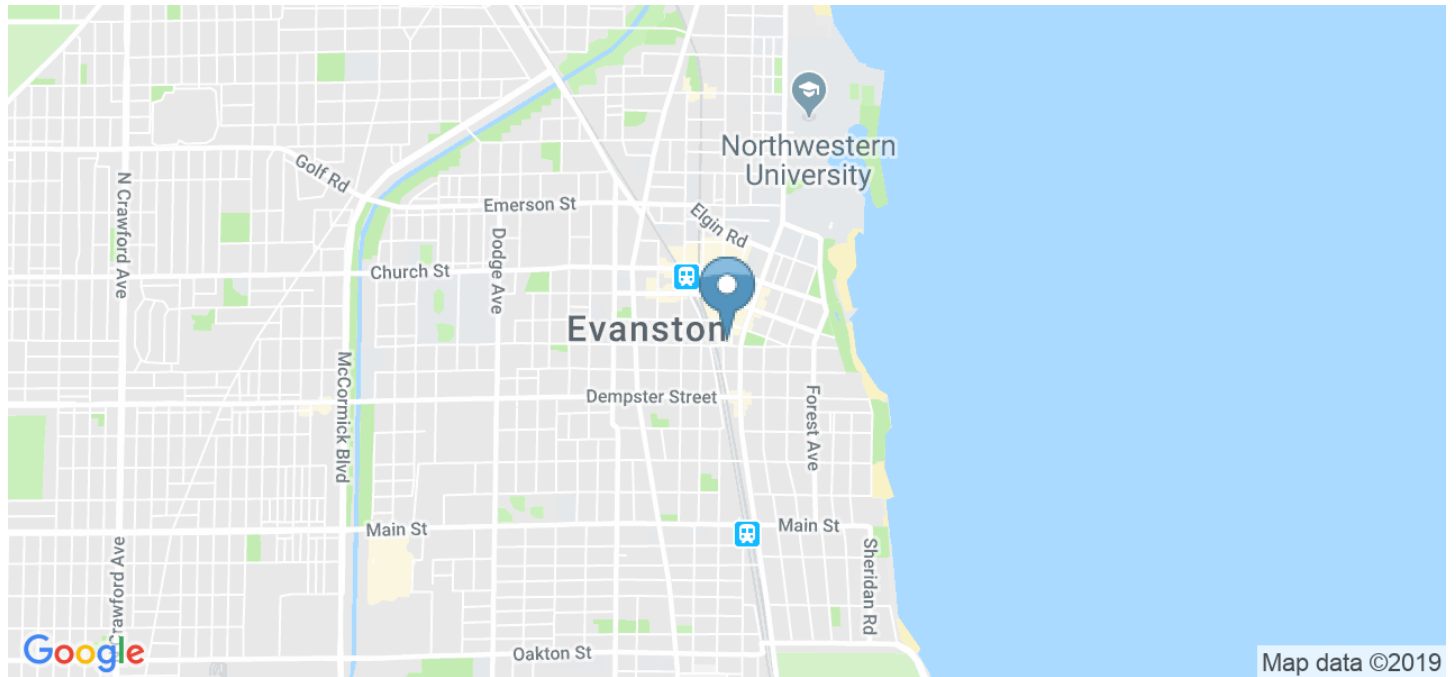 Northwestern
University
Golf Rd
N Crawford Ave
Emerson St
Elgin Rd
Dodge Ave
Church St
Evanston
McCormick Blvd
Dempster Street
Forest Ave
Main St
Main St
Sheridan Rd
Crawford Ave
Oakton St
Google
Map data ©2019